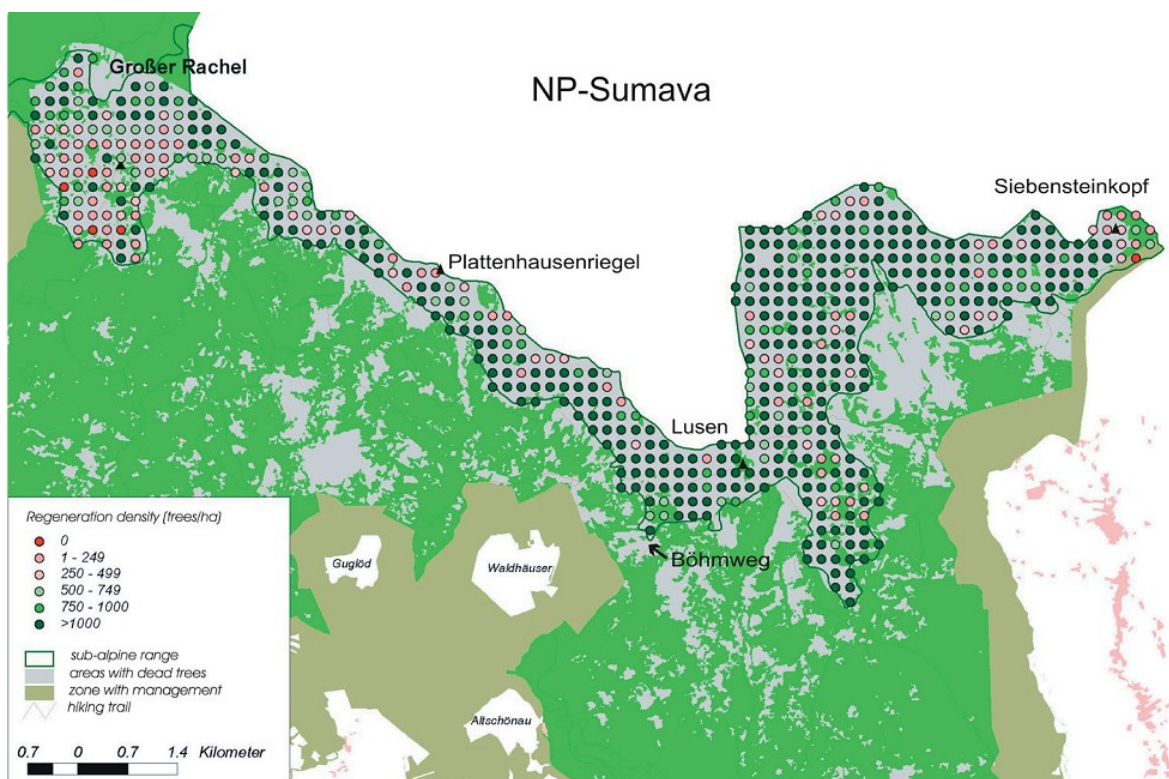 Großer Rachel
NP-Sumava
Siebensteinkopf
Plattenhausenriegel
Lusen
Böhmweg
Guglöd
Waldhäuser
Altschönau
Regeneration density (trees/ha)
0
1 - 249
250 - 499
500 - 749
750 - 1000
>1000
sub-alpine range
areas with dead trees
zone with management
hiking trail
0.7 0 0.7 1.4 Kilometer